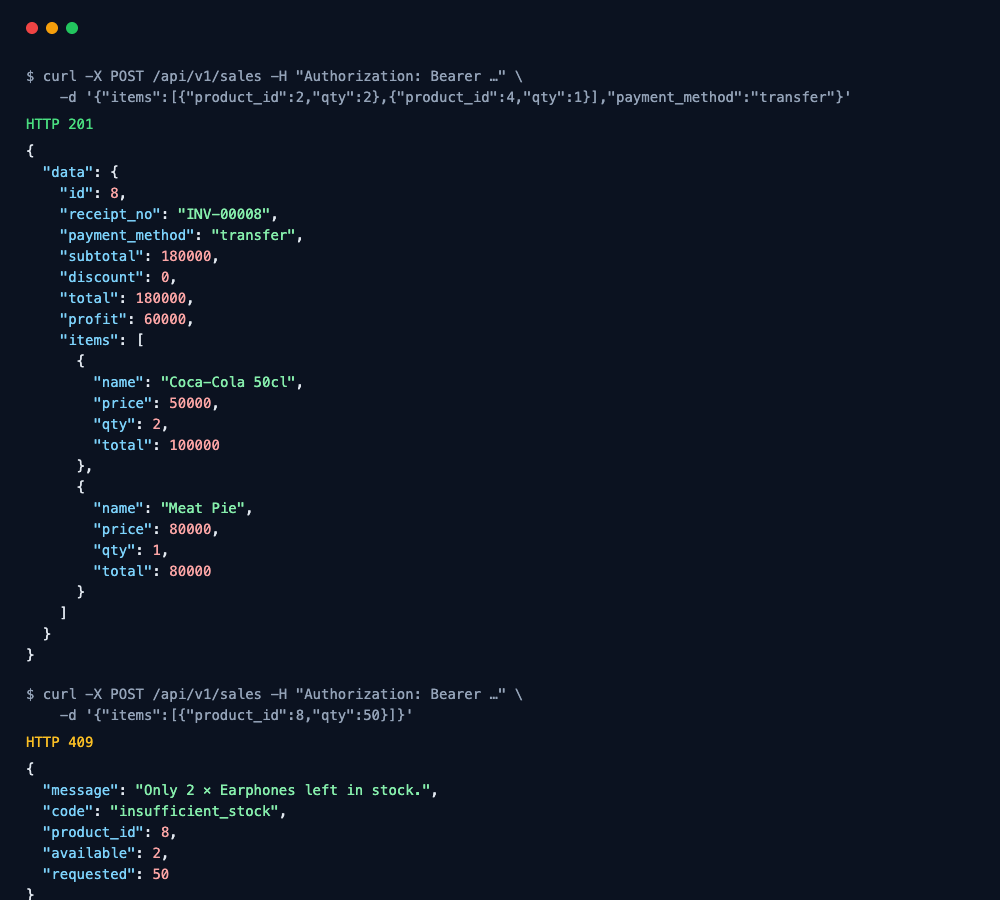 $ curl -X POST /api/v1/sales -H "Authorization: Bearer …" \
    -d '{"items":[{"product_id":2,"qty":2},{"product_id":4,"qty":1}],"payment_method":"transfer"}'
HTTP 201
{
  "data": {
    "id": 8,
    "receipt_no": "INV-00008",
    "payment_method": "transfer",
    "subtotal": 180000,
    "discount": 0,
    "total": 180000,
    "profit": 60000,
    "items": [
      {
        "name": "Coca-Cola 50cl",
        "price": 50000,
        "qty": 2,
        "total": 100000
      },
      {
        "name": "Meat Pie",
        "price": 80000,
        "qty": 1,
        "total": 80000
      }
    ]
  }
}
$ curl -X POST /api/v1/sales -H "Authorization: Bearer …" \
    -d '{"items":[{"product_id":8,"qty":50}]}'
HTTP 409
{
  "message": "Only 2 × Earphones left in stock.",
  "code": "insufficient_stock",
  "product_id": 8,
  "available": 2,
  "requested": 50
}